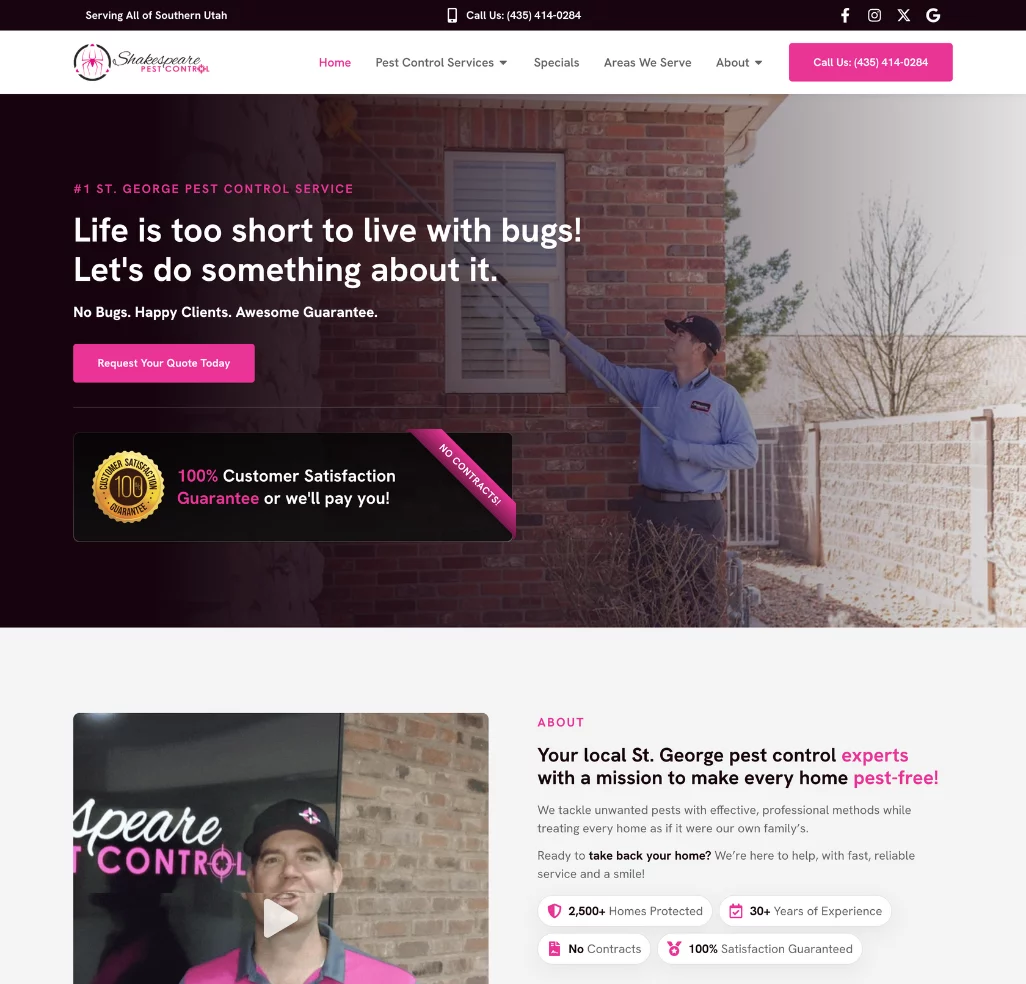 Serving All of Southern Utah
Call Us: (435) 414-0284
Shakespeare
PEST CONTROL
Home
Pest Control Services
Specials
Areas We Serve
About
Call Us: (435) 414-0284
#1 ST. GEORGE PEST CONTROL SERVICE
Life is too short to live with bugs!
Let's do something about it.
No Bugs. Happy Clients. Awesome Guarantee.
Request Your Quote Today
CUSTOMER SATISFACTION
100
GUARANTEE
100% Customer Satisfaction
Guarantee or we'll pay you!
NO CONTRACTS!
speare
T CONTROL
ABOUT
Your local St. George pest control experts
with a mission to make every home pest-free!
We tackle unwanted pests with effective, professional methods while
treating every home as if it were our own family's.
Ready to take back your home? We're here to help, with fast, reliable
service and a smile!
2,500+ Homes Protected
30+ Years of Experience
No Contracts
100% Satisfaction Guaranteed